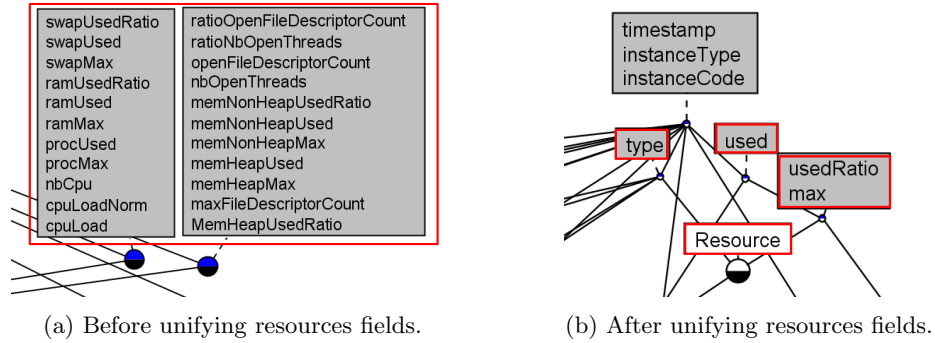 swapUsedRatio
swapUsed
swapMax
ramUsedRatio
ramUsed
ramMax
procUsed
procMax
nbCpu
cpuLoadNorm
cpuLoad
ratioOpenFileDescriptorCount
ratioNbOpenThreads
openFileDescriptorCount
nbOpenThreads
memNonHeapUsedRatio
memNonHeapUsed
memNonHeapMax
memHeapUsed
memHeapMax
maxFileDescriptorCount
MemHeapUsedRatio
(a) Before unifying resources fields.
timestamp
instanceType
instanceCode
type
used
usedRatio
max
Resource
(b) After unifying resources fields.